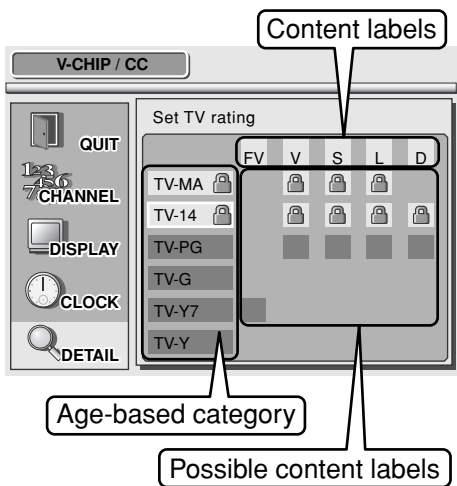 Content labels
V-CHIP / CC
Set TV rating
QUIT
FV V S L D
123
456
7
CHANNEL
TV-MA
TV-14
DISPLAY
TV-PG
TV-G
CLOCK
TV-Y7
DETAIL
TV-Y
Age-based category
Possible content labels